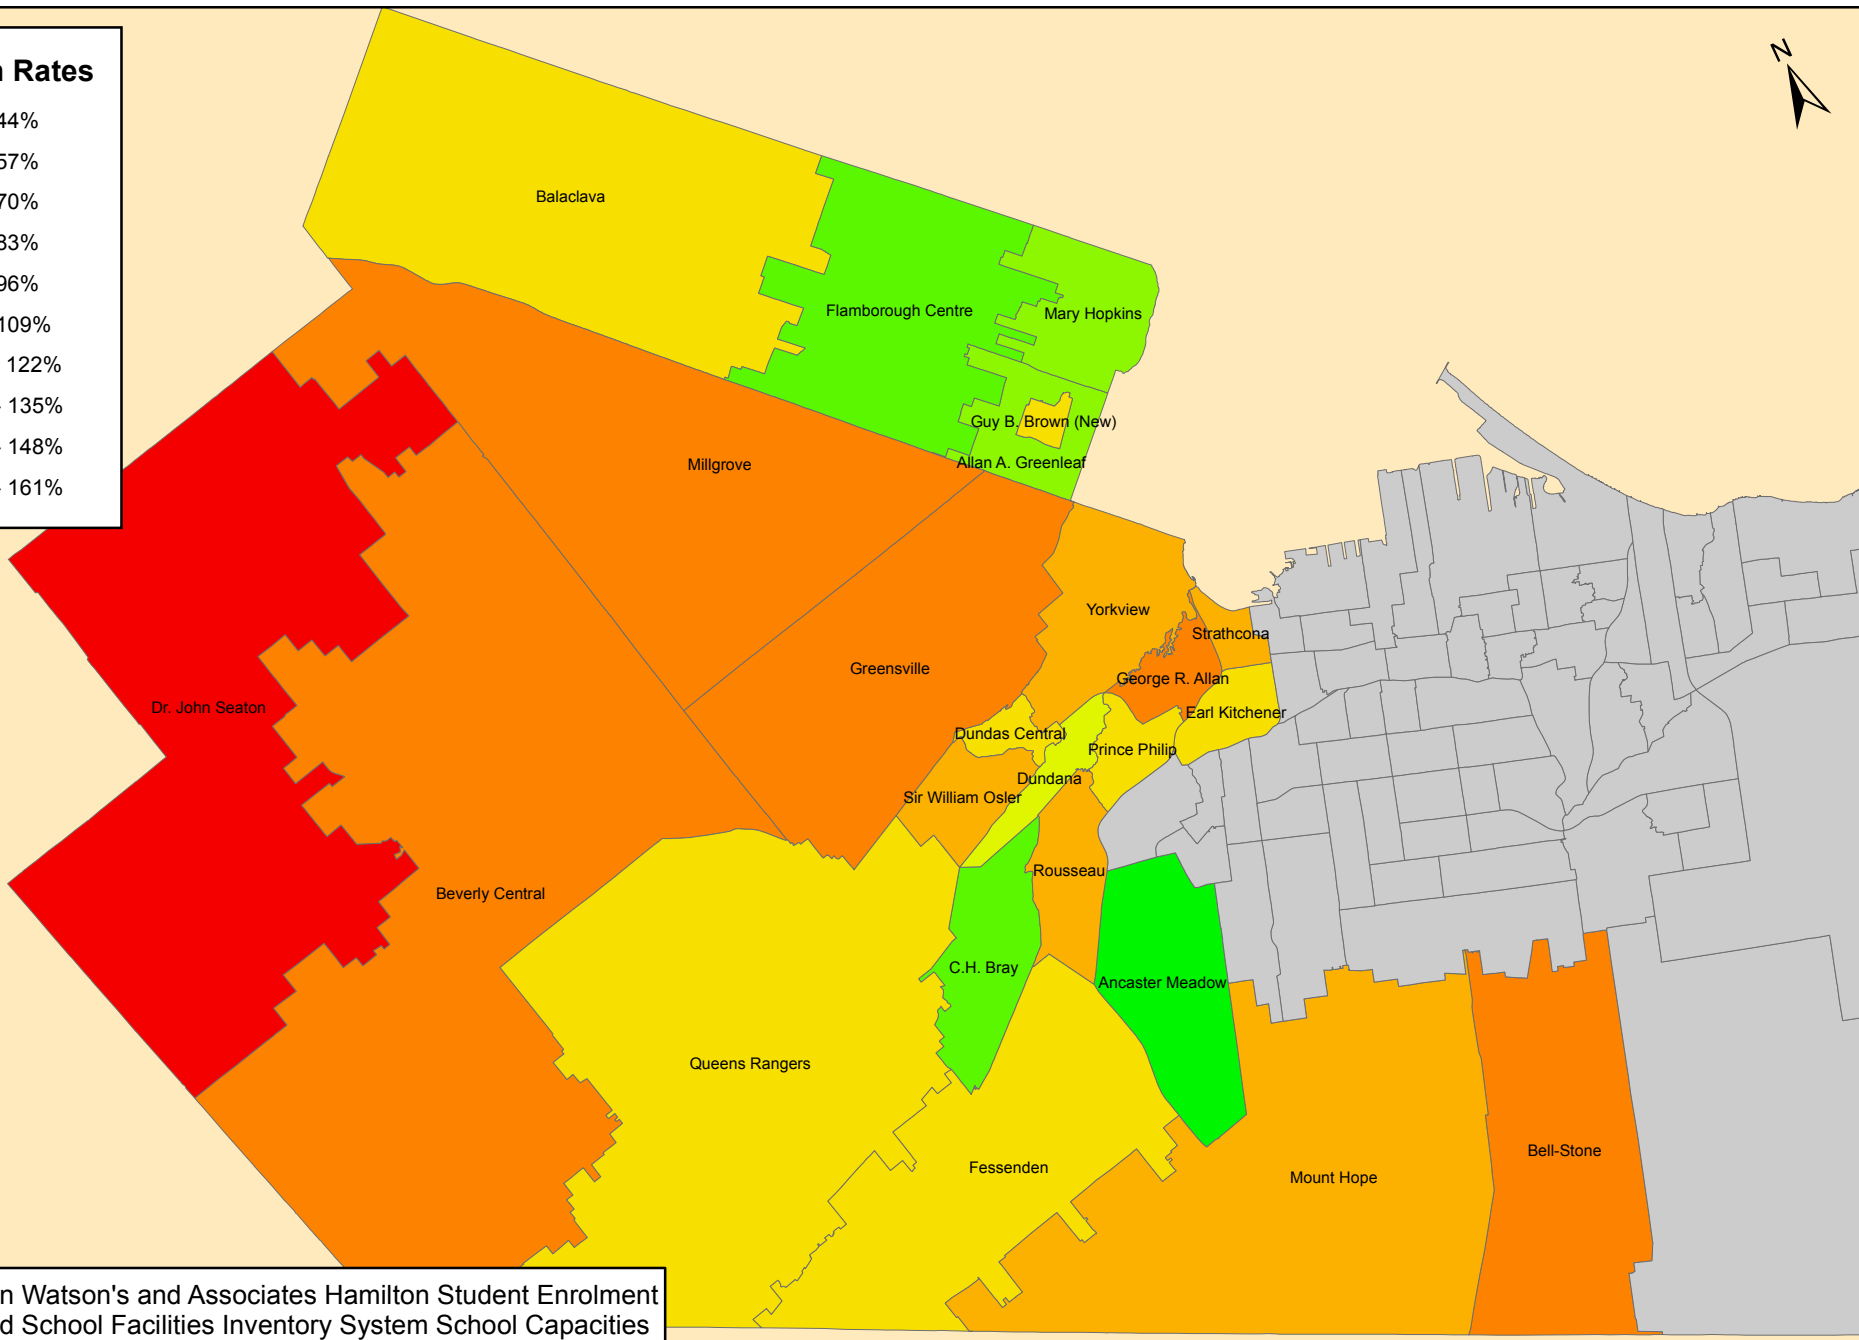 n Rates
44%
57%
70%
83%
96%
109%
122%
- 135%
- 148%
- 161%
N
Balaclava
Flamborough Centre
Mary Hopkins
Guy B. Brown (New)
Allan A. Greenleaf
Millgrove
Yorkview
Strathcona
Greensville
George R. Allan
Dr. John Seaton
Earl Kitchener
Dundas Central
Prince Philip
Dundana
Sir William Osler
Rousseau
Beverly Central
C.H. Bray
Ancaster Meadow
Queens Rangers
Fessenden
Mount Hope
Bell-Stone
n Watson's and Associates Hamilton Student Enrolment
d School Facilities Inventory System School Capacities